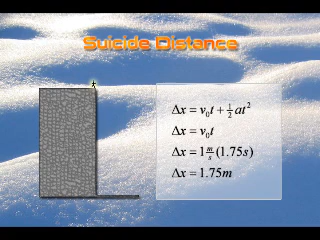 Suicide Distance
Δx = v₀t + ½at²
Δx = v₀t
Δx = 1 m/s (1.75s)
Δx = 1.75m